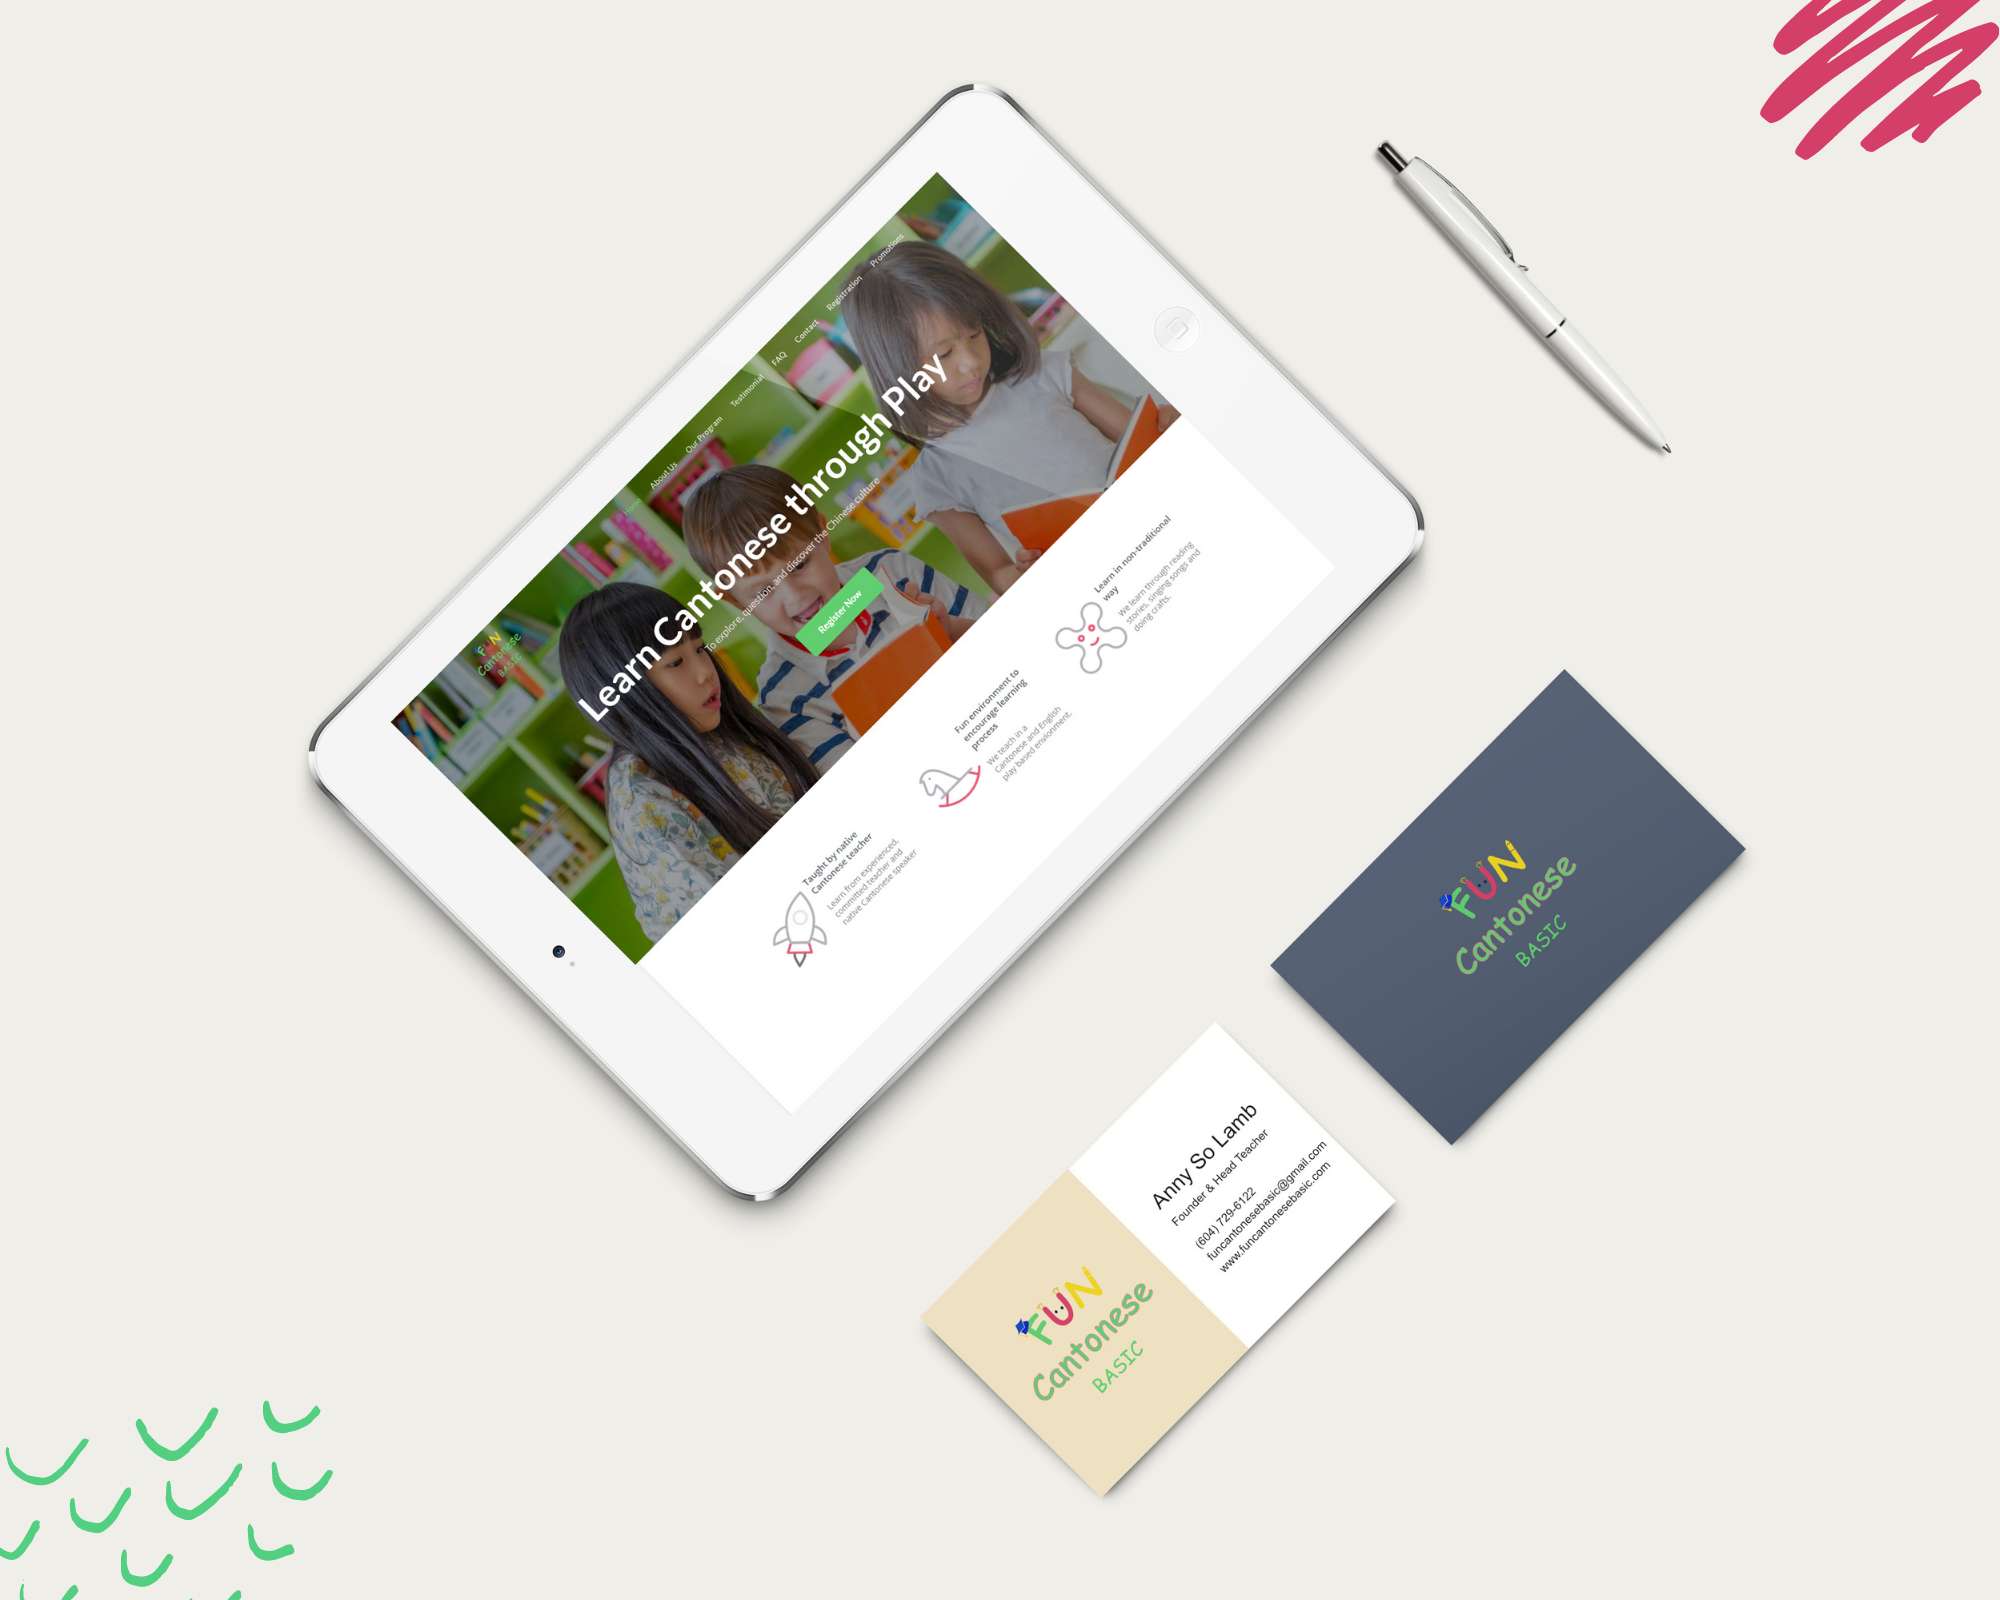 FUN
Cantonese
BASIC
Home
About Us
Our Program
Testimonial
FAQ
Contact
Registration
Promotions
Learn Cantonese through Play
To explore, question, and discover the Chinese culture
Register Now
Taught by native
Cantonese teacher
Learn from experienced,
committed teacher and
native Cantonese speaker
Fun environment to
encourage learning
process
We teach in a
Cantonese and English
play based envionment.
Learn in non-traditional
way
We learn through reading
stories, singing songs and
doing crafts.
FUN
Cantonese
BASIC
FUN
Cantonese
BASIC
Anny So Lamb
Founder & Head Teacher
(604) 729-6122
funcantonesebasic@gmail.com
www.funcantonesebasic.com